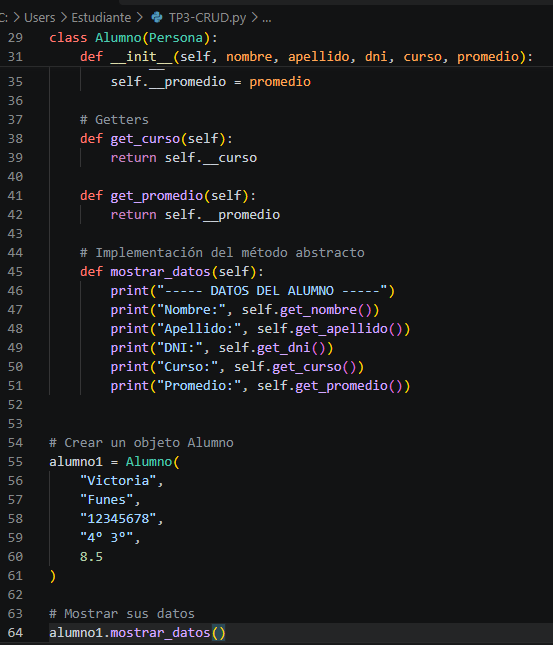 C: > Users > Estudiante > TP3-CRUD.py > ...
29 class Alumno(Persona):
31     def __init__(self, nombre, apellido, dni, curso, promedio):
35         self.__promedio = promedio
36
37     # Getters
38     def get_curso(self):
39         return self.__curso
40
41     def get_promedio(self):
42         return self.__promedio
43
44     # Implementación del método abstracto
45     def mostrar_datos(self):
46         print("----- DATOS DEL ALUMNO -----")
47         print("Nombre:", self.get_nombre())
48         print("Apellido:", self.get_apellido())
49         print("DNI:", self.get_dni())
50         print("Curso:", self.get_curso())
51         print("Promedio:", self.get_promedio())
52
53
54 # Crear un objeto Alumno
55 alumno1 = Alumno(
56     "Victoria",
57     "Funes",
58     "12345678",
59     "4° 3°",
60     8.5
61 )
62
63 # Mostrar sus datos
64 alumno1.mostrar_datos()